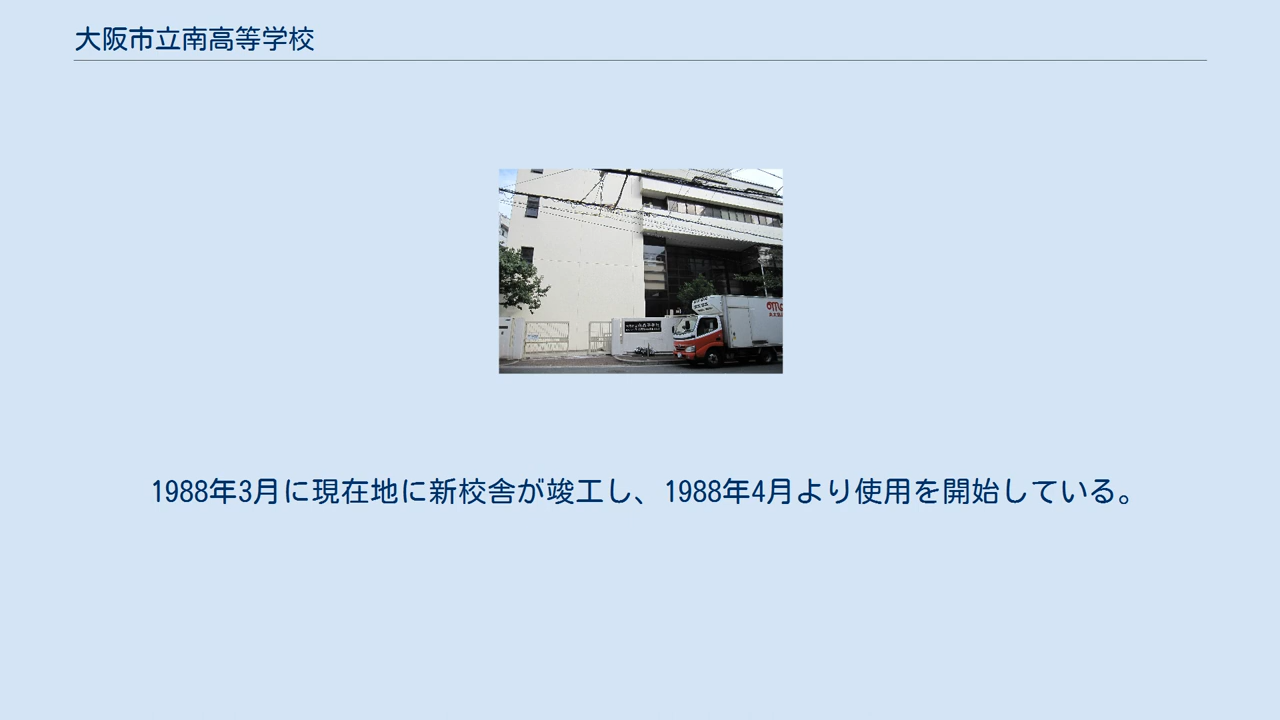 大阪市立南高等学校
1988年3月に現在地に新校舎が竣工し、1988年4月より使用を開始している。